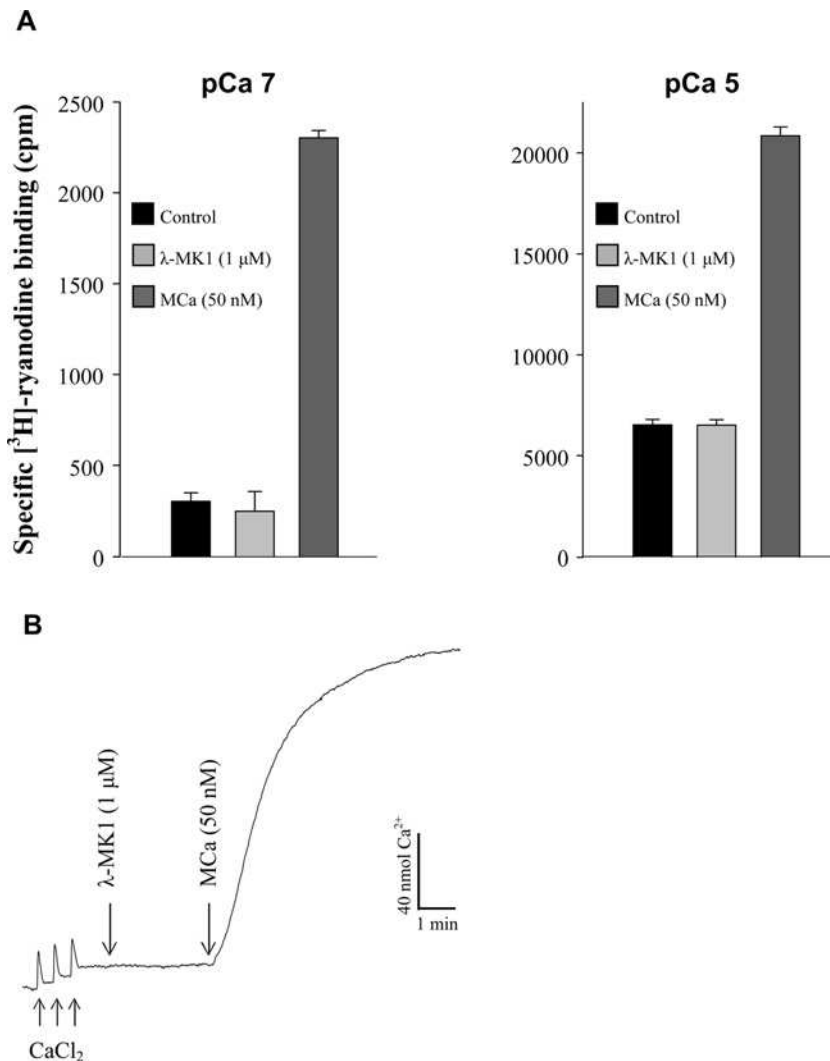 A
pCa 7
Specific [³H]-ryanodine binding (cpm)
2500
2000
1500
1000
500
0
Control
λ-MK1 (1 μM)
MCa (50 nM)
pCa 5
20000
15000
10000
5000
0
Control
λ-MK1 (1 μM)
MCa (50 nM)
B
λ-MK1 (1 μM)
MCa (50 nM)
40 nmol Ca²⁺
1 min
CaCl₂